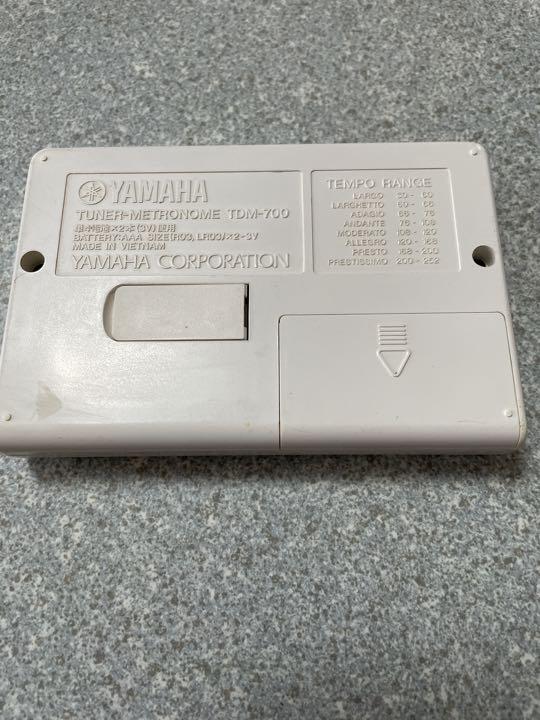 YAMAHA
TUNER-METRONOME TDM-700
単4電池×2本(3V)使用
BATTERY:AAA SIZE(R03, LR03)×2-3V
MADE IN VIETNAM
YAMAHA CORPORATION
TEMPO RANGE
LARGO 30 - 60
LARGHETTO 60 - 66
ADAGIO 66 - 76
ANDANTE 76 - 108
MODERATO 108 - 120
ALLEGRO 120 - 168
PRESTO 168 - 200
PRESTISSIMO 200 - 252